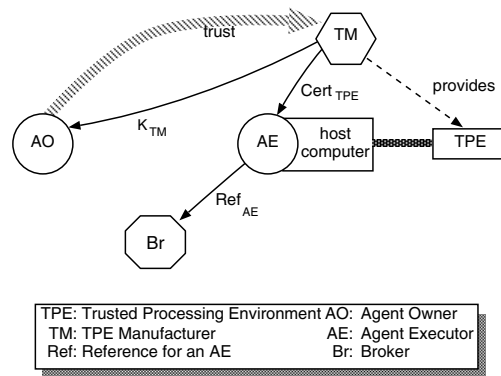 trust
TM
Cert TPE
provides
K TM
AO
AE
host
computer
TPE
Ref AE
Br
TPE: Trusted Processing Environment AO: Agent Owner
TM: TPE Manufacturer AE: Agent Executor
Ref: Reference for an AE Br: Broker